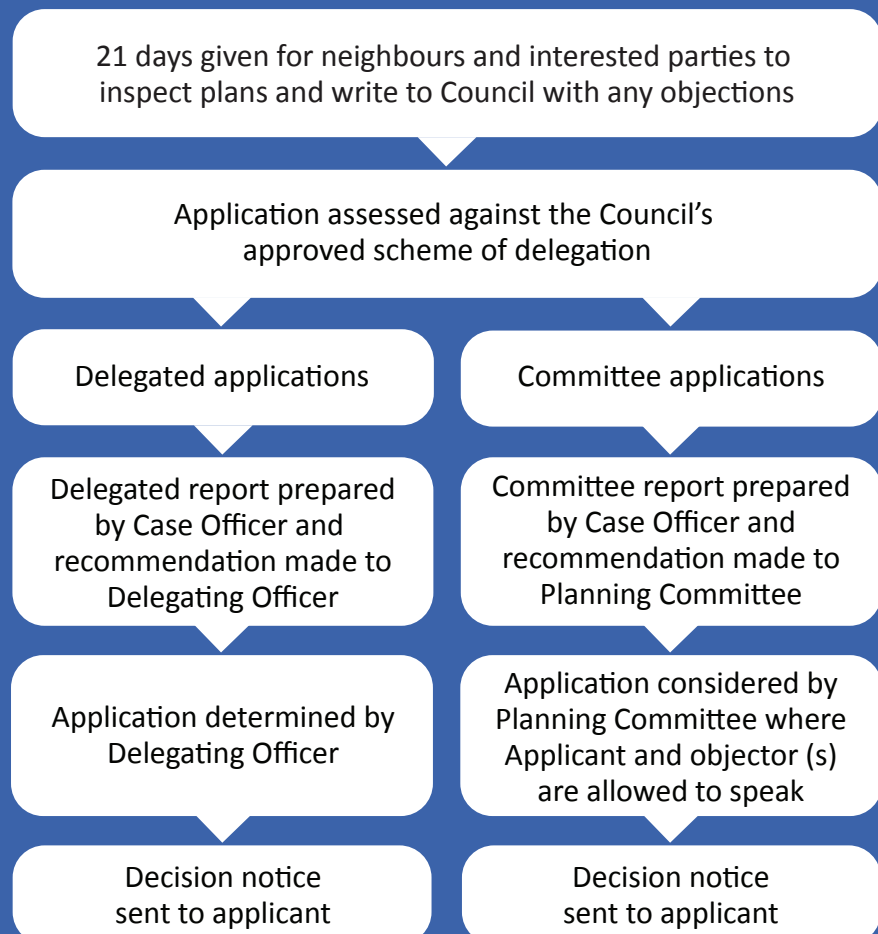 21 days given for neighbours and interested parties to
inspect plans and write to Council with any objections
Application assessed against the Council's
approved scheme of delegation
Delegated applications
Committee applications
Delegated report prepared
by Case Officer and
recommendation made to
Delegating Officer
Committee report prepared
by Case Officer and
recommendation made to
Planning Committee
Application determined by
Delegating Officer
Application considered by
Planning Committee where
Applicant and objector (s)
are allowed to speak
Decision notice
sent to applicant
Decision notice
sent to applicant